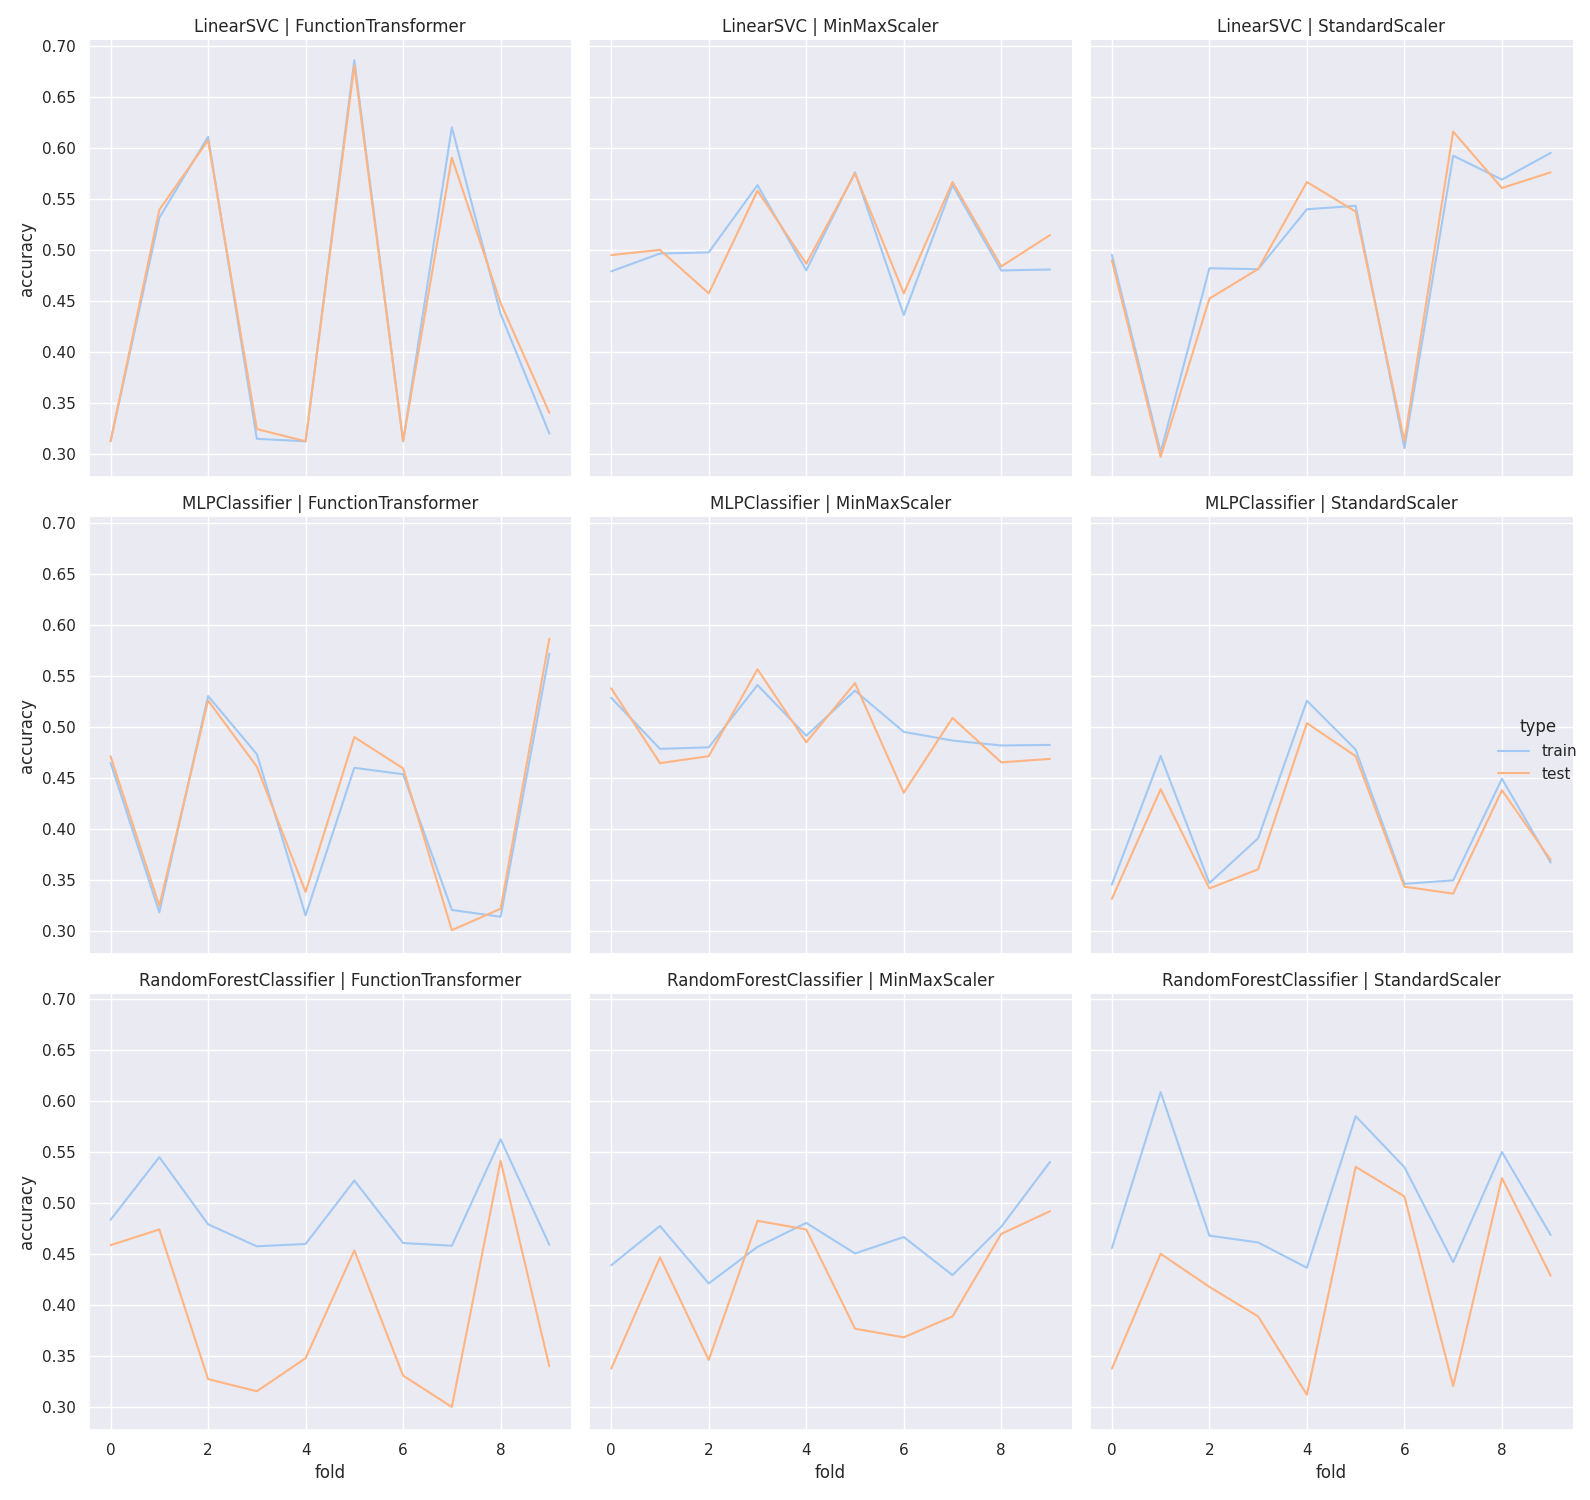 LinearSVC | FunctionTransformer
LinearSVC | MinMaxScaler
LinearSVC | StandardScaler
0.70
0.65
0.60
0.55
0.50
0.45
0.40
0.35
0.30
accuracy
MLPClassifier | FunctionTransformer
MLPClassifier | MinMaxScaler
MLPClassifier | StandardScaler
0.70
0.65
0.60
0.55
0.50
0.45
0.40
0.35
0.30
accuracy
type
train
test
RandomForestClassifier | FunctionTransformer
RandomForestClassifier | MinMaxScaler
RandomForestClassifier | StandardScaler
0.70
0.65
0.60
0.55
0.50
0.45
0.40
0.35
0.30
accuracy
0 2 4 6 8
0 2 4 6 8
0 2 4 6 8
fold
fold
fold